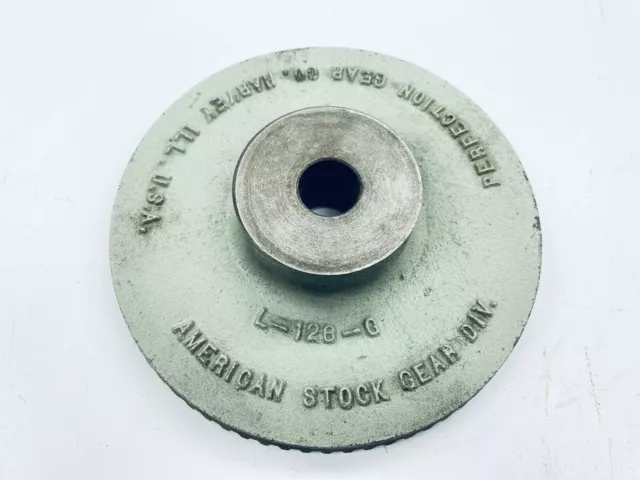 PERFECTION GEAR CO. HARVEY ILL. U.S.A.
L-128-G
AMERICAN STOCK GEAR DIV.